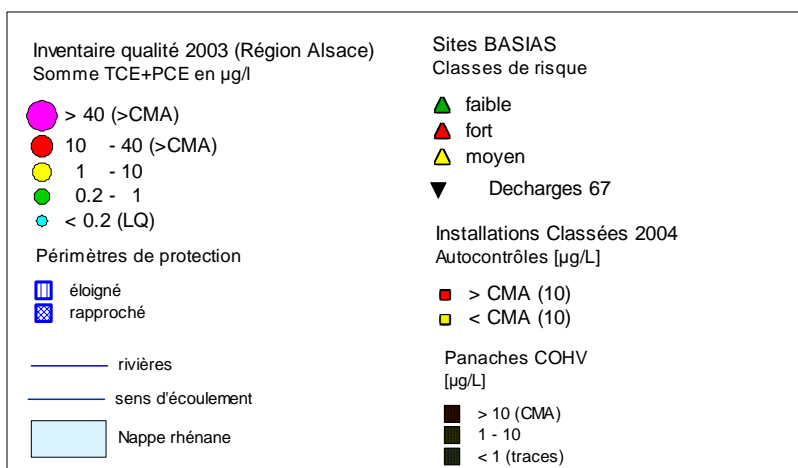 Inventaire qualité 2003 (Région Alsace)
Somme TCE+PCE en µg/l
> 40 (>CMA)
10 - 40 (>CMA)
1 - 10
0.2 - 1
< 0.2 (LQ)
Périmètres de protection
éloigné
rapproché
rivières
sens d'écoulement
Nappe rhénane
Sites BASIAS
Classes de risque
faible
fort
moyen
Decharges 67
Installations Classées 2004
Autocontrôles [µg/L]
> CMA (10)
< CMA (10)
Panaches COHV
[µg/L]
> 10 (CMA)
1 - 10
< 1 (traces)